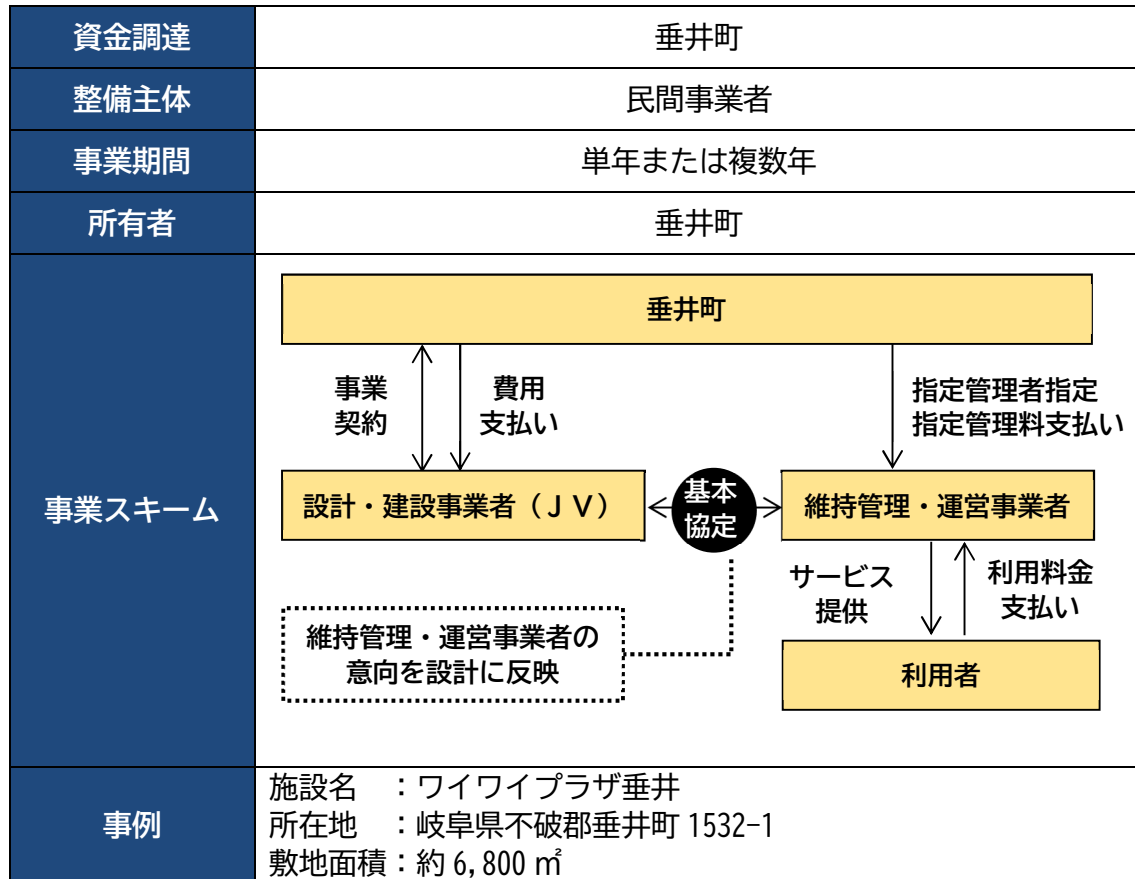 資金調達
垂井町
整備主体
民間事業者
事業期間
単年または複数年
所有者
垂井町
事業スキーム
垂井町
事業
契約
費用
支払い
指定管理者指定
指定管理料支払い
設計・建設事業者（ＪＶ）
基本
協定
維持管理・運営事業者
サービス
提供
利用料金
支払い
維持管理・運営事業者の
意向を設計に反映
利用者
事例
施設名　：ワイワイプラザ垂井
所在地　：岐阜県不破郡垂井町 1532-1
敷地面積：約 6,800 ㎡